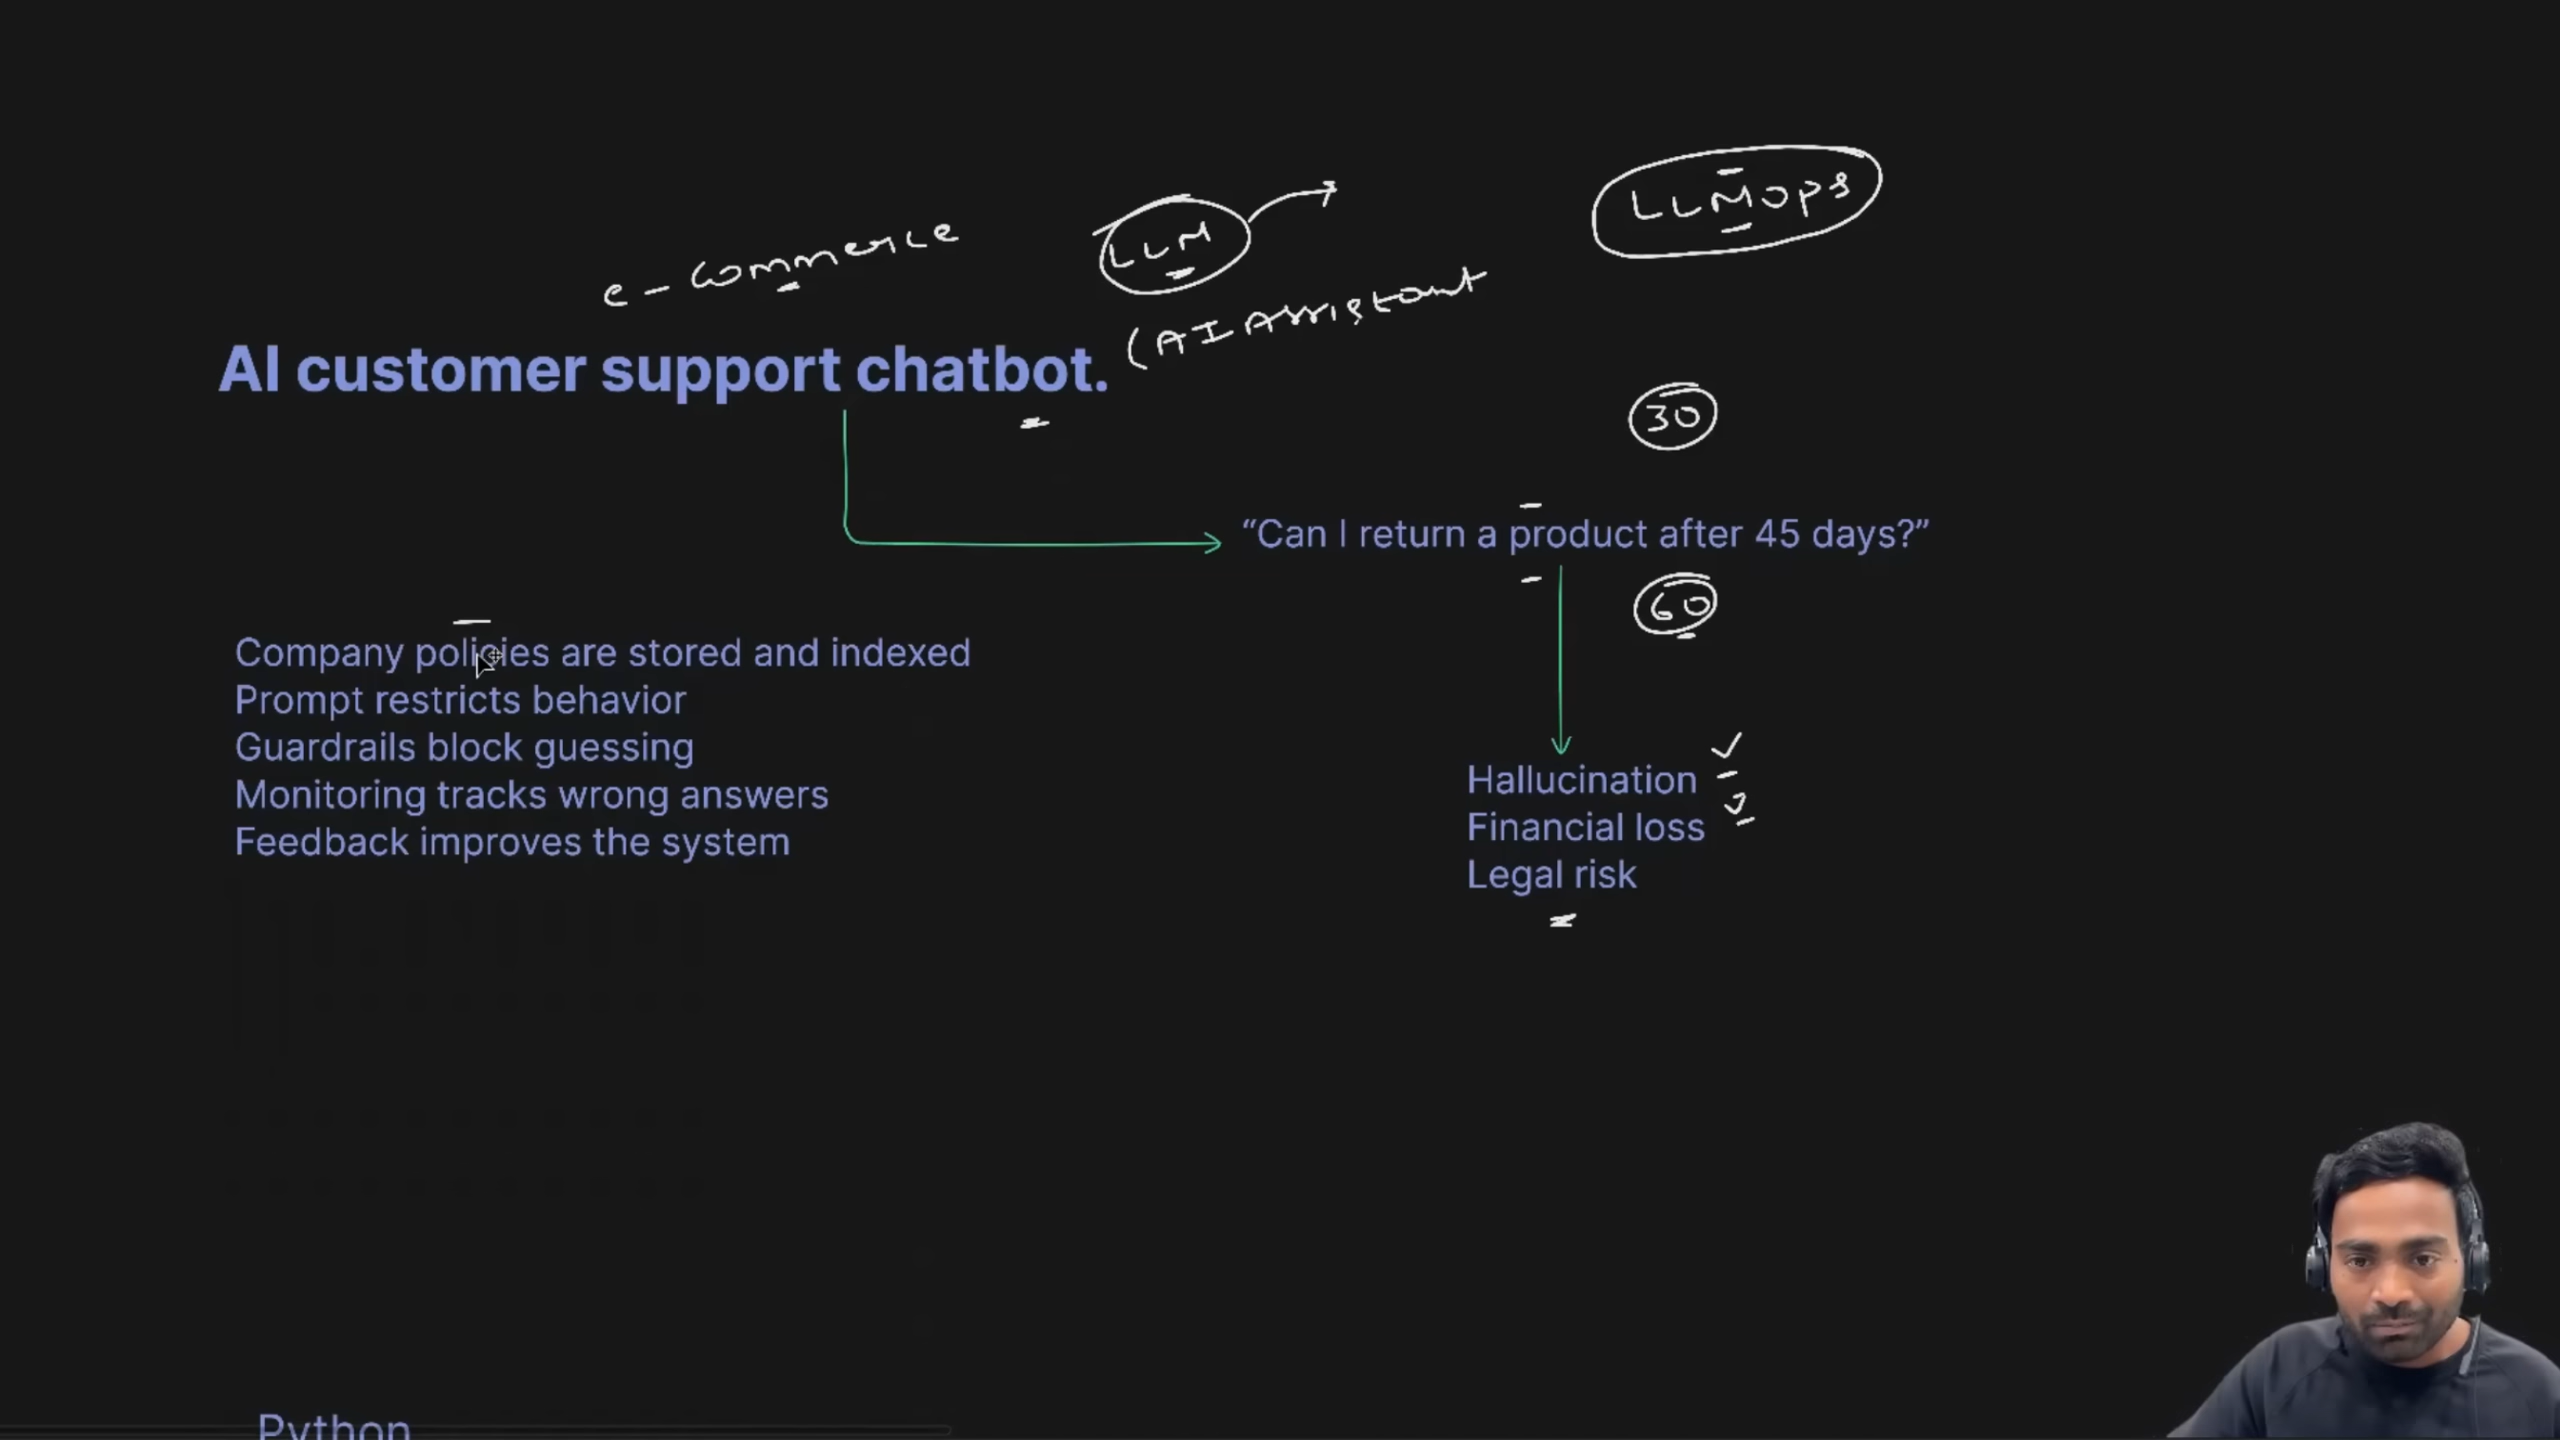 LLMops
e-commerce
LLM
(AI Assistant
AI customer support chatbot.
30
“Can I return a product after 45 days?”
60
Company policies are stored and indexed
Prompt restricts behavior
Guardrails block guessing
Monitoring tracks wrong answers
Feedback improves the system
Hallucination
Financial loss
Legal risk
Python